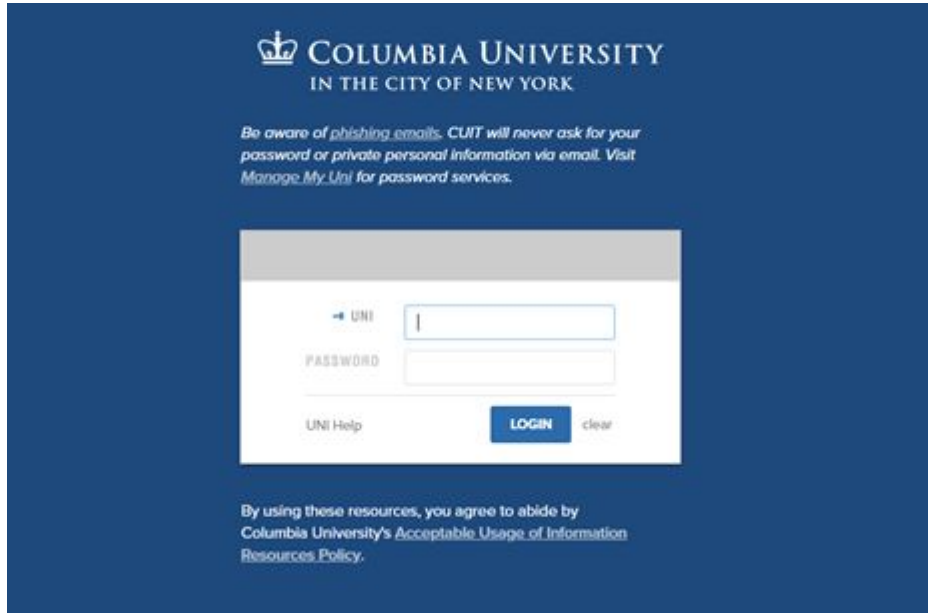 COLUMBIA UNIVERSITY
IN THE CITY OF NEW YORK
Be aware of phishing emails. CUIT will never ask for your
password or private personal information via email. Visit
Manage My Uni for password services.
UNI
PASSWORD
UNI Help LOGIN clear
By using these resources, you agree to abide by
Columbia University's Acceptable Usage of Information
Resources Policy.